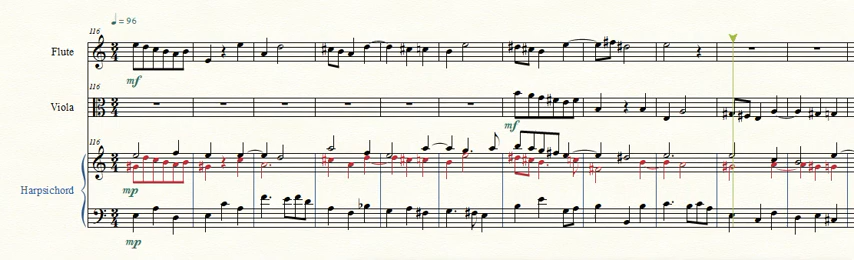 ♩ = 96
116
Flute
mf
116
Viola
mf
116
Harpsichord
mp
mp